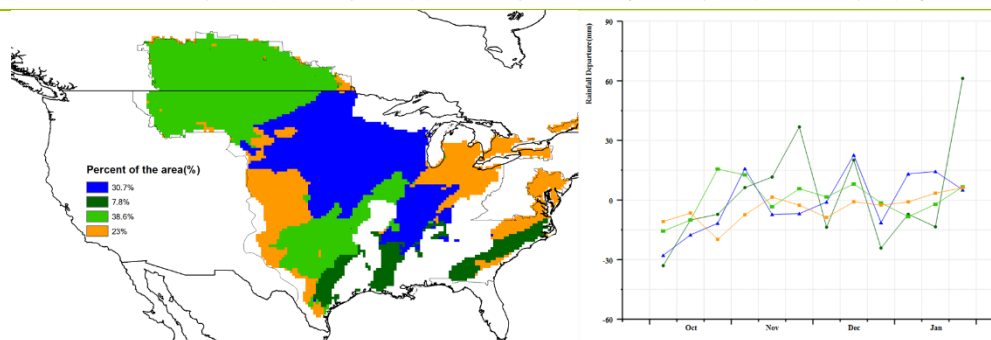 Percent of the area(%)
30.7%
7.8%
38.6%
23%
Rainfall Departure(mm)
90
60
30
0
-30
-60
Oct
Nov
Dec
Jan